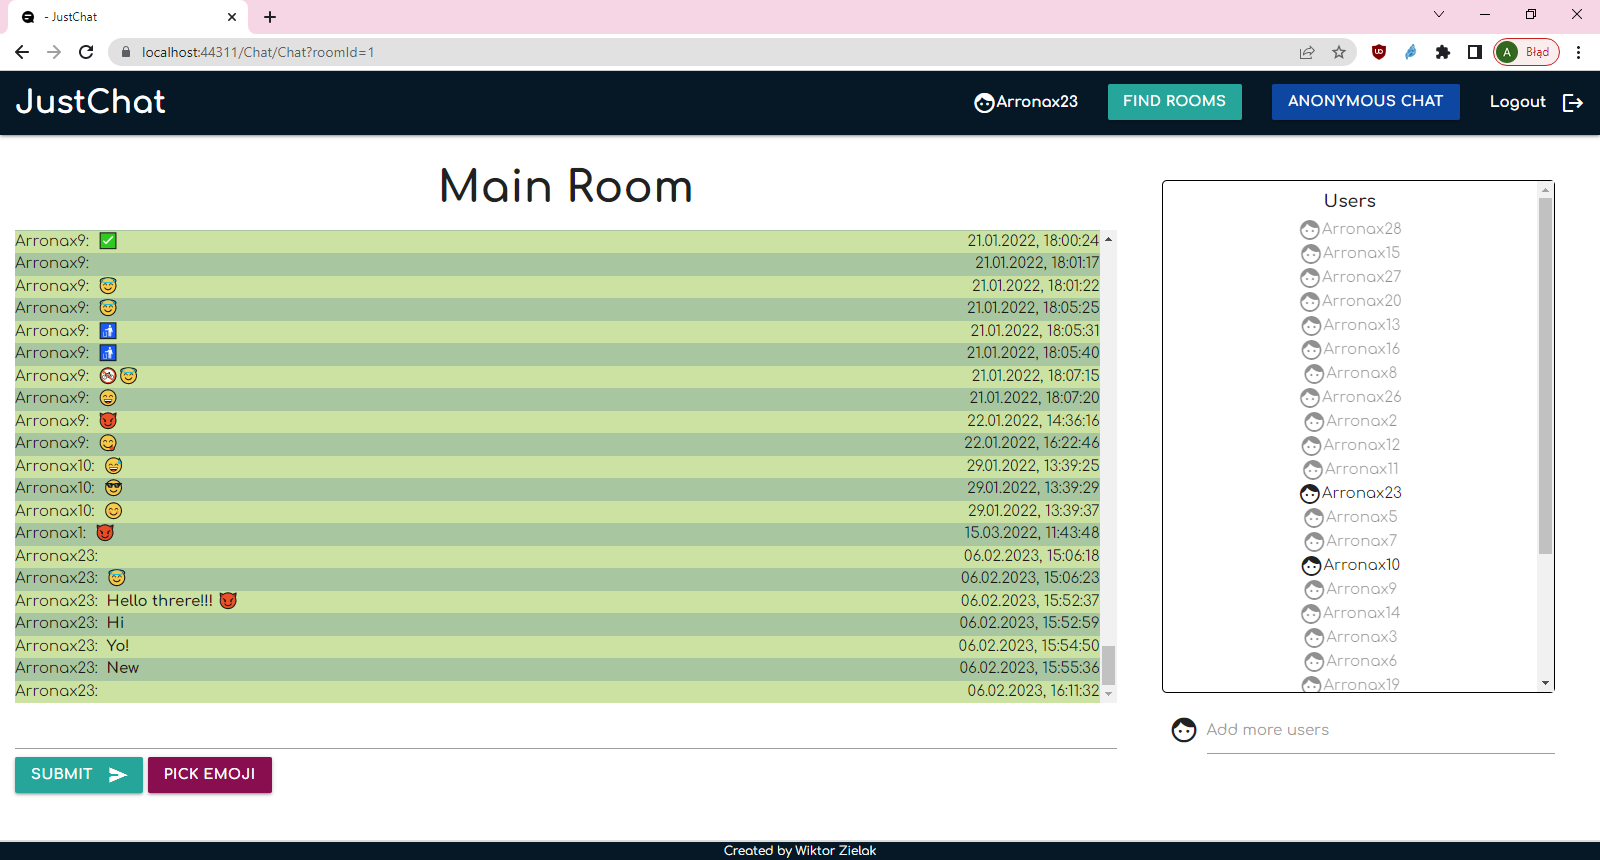 - JustChat
localhost:44311/Chat/Chat?roomId=1
A Błąd
JustChat
Arronax23 FIND ROOMS ANONYMOUS CHAT Logout
Main Room
Arronax9: ✅ 21.01.2022, 18:00:24
Arronax9: 21.01.2022, 18:01:17
Arronax9: 😇 21.01.2022, 18:01:22
Arronax9: 😇 21.01.2022, 18:05:25
Arronax9: 🚮 21.01.2022, 18:05:31
Arronax9: 🚮 21.01.2022, 18:05:40
Arronax9: 🚳😇 21.01.2022, 18:07:15
Arronax9: 😄 21.01.2022, 18:07:20
Arronax9: 😈 22.01.2022, 14:36:16
Arronax9: 😋 22.01.2022, 16:22:46
Arronax10: 😅 29.01.2022, 13:39:25
Arronax10: 😎 29.01.2022, 13:39:29
Arronax10: 😊 29.01.2022, 13:39:37
Arronax1: 😈 15.03.2022, 11:43:48
Arronax23: 06.02.2023, 15:06:18
Arronax23: 😇 06.02.2023, 15:06:23
Arronax23: Hello threre!!! 😈 06.02.2023, 15:52:37
Arronax23: Hi 06.02.2023, 15:52:59
Arronax23: Yo! 06.02.2023, 15:54:50
Arronax23: New 06.02.2023, 15:55:36
Arronax23: 06.02.2023, 16:11:32
SUBMIT PICK EMOJI
Users
Arronax28
Arronax15
Arronax27
Arronax20
Arronax13
Arronax16
Arronax8
Arronax26
Arronax2
Arronax12
Arronax11
Arronax23
Arronax5
Arronax7
Arronax10
Arronax9
Arronax14
Arronax3
Arronax6
Arronax19
Add more users
Created by Wiktor Zielak